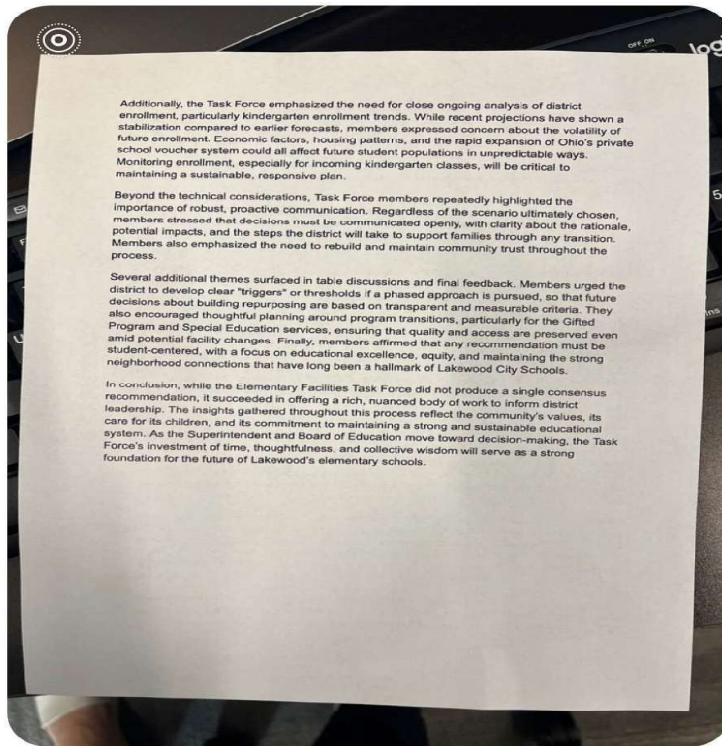 OFF ON
logi
Additionally, the Task Force emphasized the need for close ongoing analysis of district
enrollment, particularly kindergarten enrollment trends. While recent projections have shown a
stabilization compared to earlier forecasts, members expressed concern about the volatility of
future enrollment. Economic factors, housing patterns, and the rapid expansion of Ohio's private
school voucher system could all affect future student populations in unpredictable ways.
Monitoring enrollment, especially for incoming kindergarten classes, will be critical to
maintaining a sustainable, responsive plan.
Beyond the technical considerations, Task Force members repeatedly highlighted the
importance of robust, proactive communication. Regardless of the scenario ultimately chosen,
members stressed that decisions must be communicated openly, with clarity about the rationale,
potential impacts, and the steps the district will take to support families through any transition.
Members also emphasized the need to rebuild and maintain community trust throughout the
process.
Several additional themes surfaced in table discussions and final feedback. Members urged the
district to develop clear "triggers" or thresholds if a phased approach is pursued, so that future
decisions about building repurposing are based on transparent and measurable criteria. They
also encouraged thoughtful planning around program transitions, particularly for the Gifted
Program and Special Education services, ensuring that quality and access are preserved even
amid potential facility changes. Finally, members affirmed that any recommendation must be
student-centered, with a focus on educational excellence, equity, and maintaining the strong
neighborhood connections that have long been a hallmark of Lakewood City Schools.
In conclusion, while the Elementary Facilities Task Force did not produce a single consensus
recommendation, it succeeded in offering a rich, nuanced body of work to inform district
leadership. The insights gathered throughout this process reflect the community's values, its
care for its children, and its commitment to maintaining a strong and sustainable educational
system. As the Superintendent and Board of Education move toward decision-making, the Task
Force's investment of time, thoughtfulness, and collective wisdom will serve as a strong
foundation for the future of Lakewood's elementary schools.
5
ins